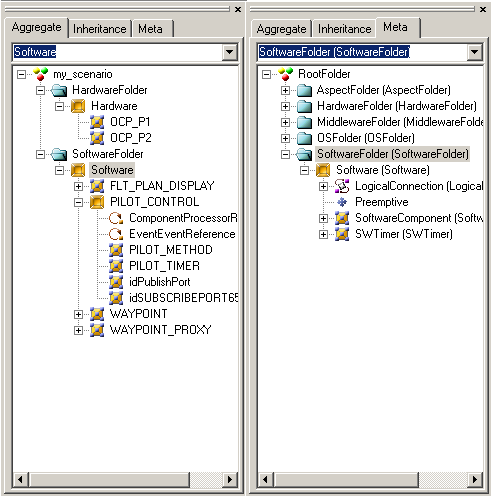 Aggregate Inheritance Meta
Software
my_scenario
HardwareFolder
Hardware
OCP_P1
OCP_P2
SoftwareFolder
Software
FLT_PLAN_DISPLAY
PILOT_CONTROL
ComponentProcessorR
EventEventReference
PILOT_METHOD
PILOT_TIMER
idPublishPort
idSUBSCRIBEPORT65
WAYPOINT
WAYPOINT_PROXY
Aggregate Inheritance Meta
SoftwareFolder (SoftwareFolder)
RootFolder
AspectFolder (AspectFolder)
HardwareFolder (HardwareFolder)
MiddlewareFolder (MiddlewareFolde
OSFolder (OSFolder)
SoftwareFolder (SoftwareFolder)
Software (Software)
LogicalConnection (Logical
Preemptive
SoftwareComponent (Softw
SWTimer (SWTimer)